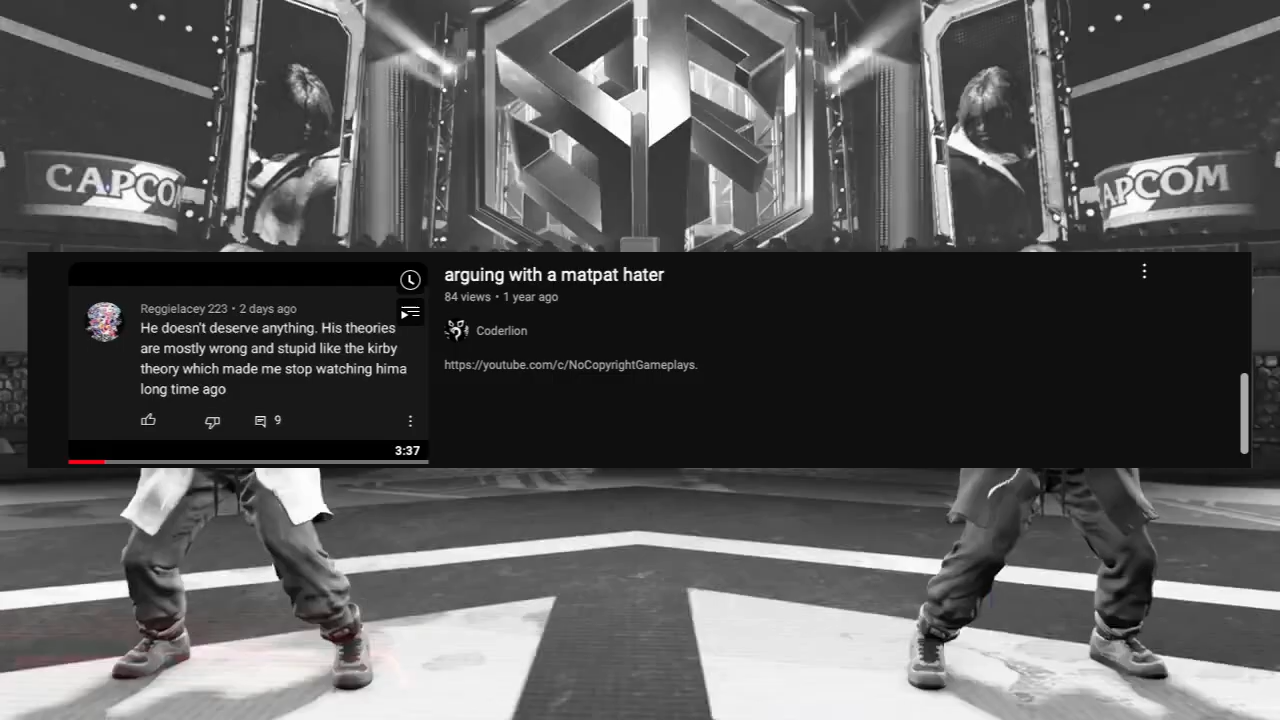 CAPCO
APCOM
arguing with a matpat hater
84 views • 1 year ago
Reggielacey 223 • 2 days ago
He doesn't deserve anything. His theories
are mostly wrong and stupid like the kirby
theory which made me stop watching hima
long time ago
Coderlion
https://youtube.com/c/NoCopyrightGameplays.
9
3:37